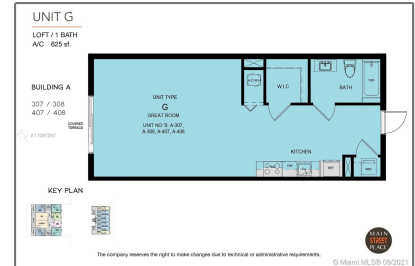 UNIT G
LOFT / 1 BATH
A/C 625 sf.
BUILDING A
307 / 308
407 / 408
COVERED
TERRACE
UNIT TYPE
G
GREAT ROOM
UNIT NO.'S: A-307,
A-308, A-407, A-408
W.I.C
BATH
KITCHEN
REF
KEY PLAN
MAIN
STREET
PLACE
The company reserves the right to make changes due to technical or administrative requirements.
© Miami MLS® 09/2021